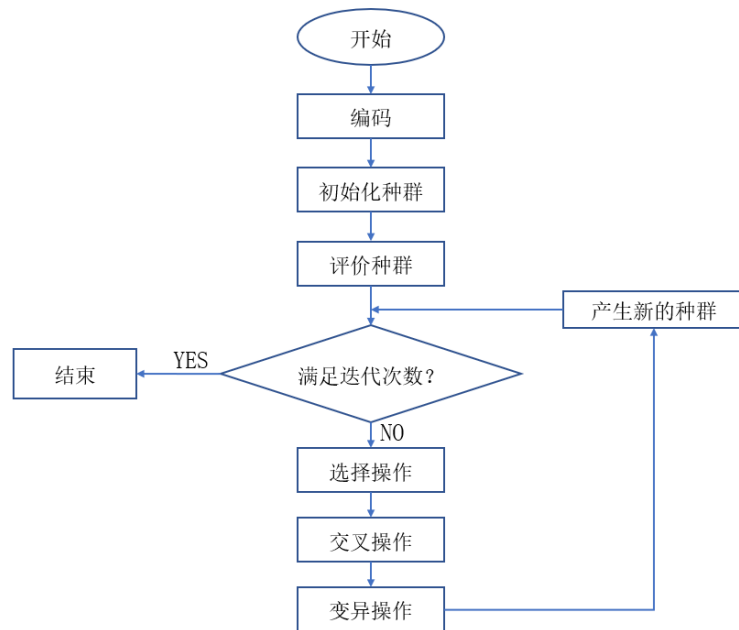 开始
编码
初始化种群
评价种群
产生新的种群
满足迭代次数？
YES
结束
NO
选择操作
交叉操作
变异操作